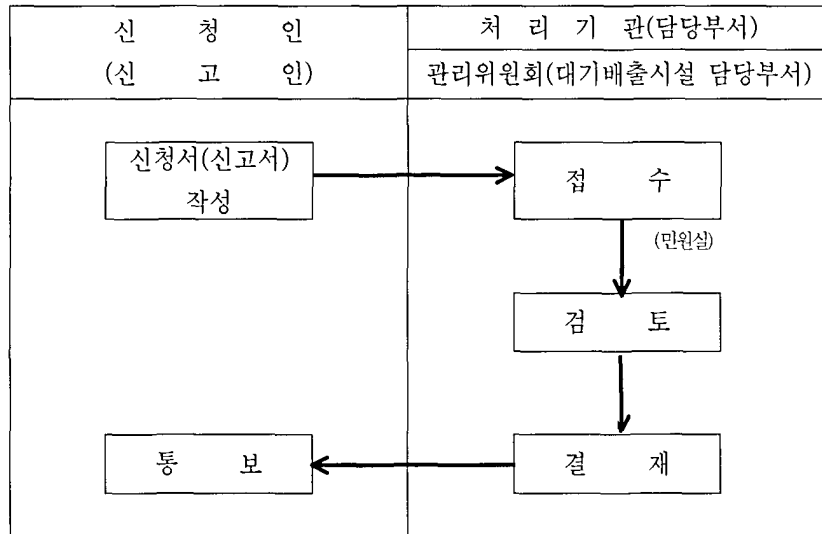 신 청 인
(신 고 인)
처 리 기 관(담당부서)
관리위원회(대기배출시설 담당부서)
신청서(신고서)
작성
접 수
(민원실)
검 토
통 보
결 재